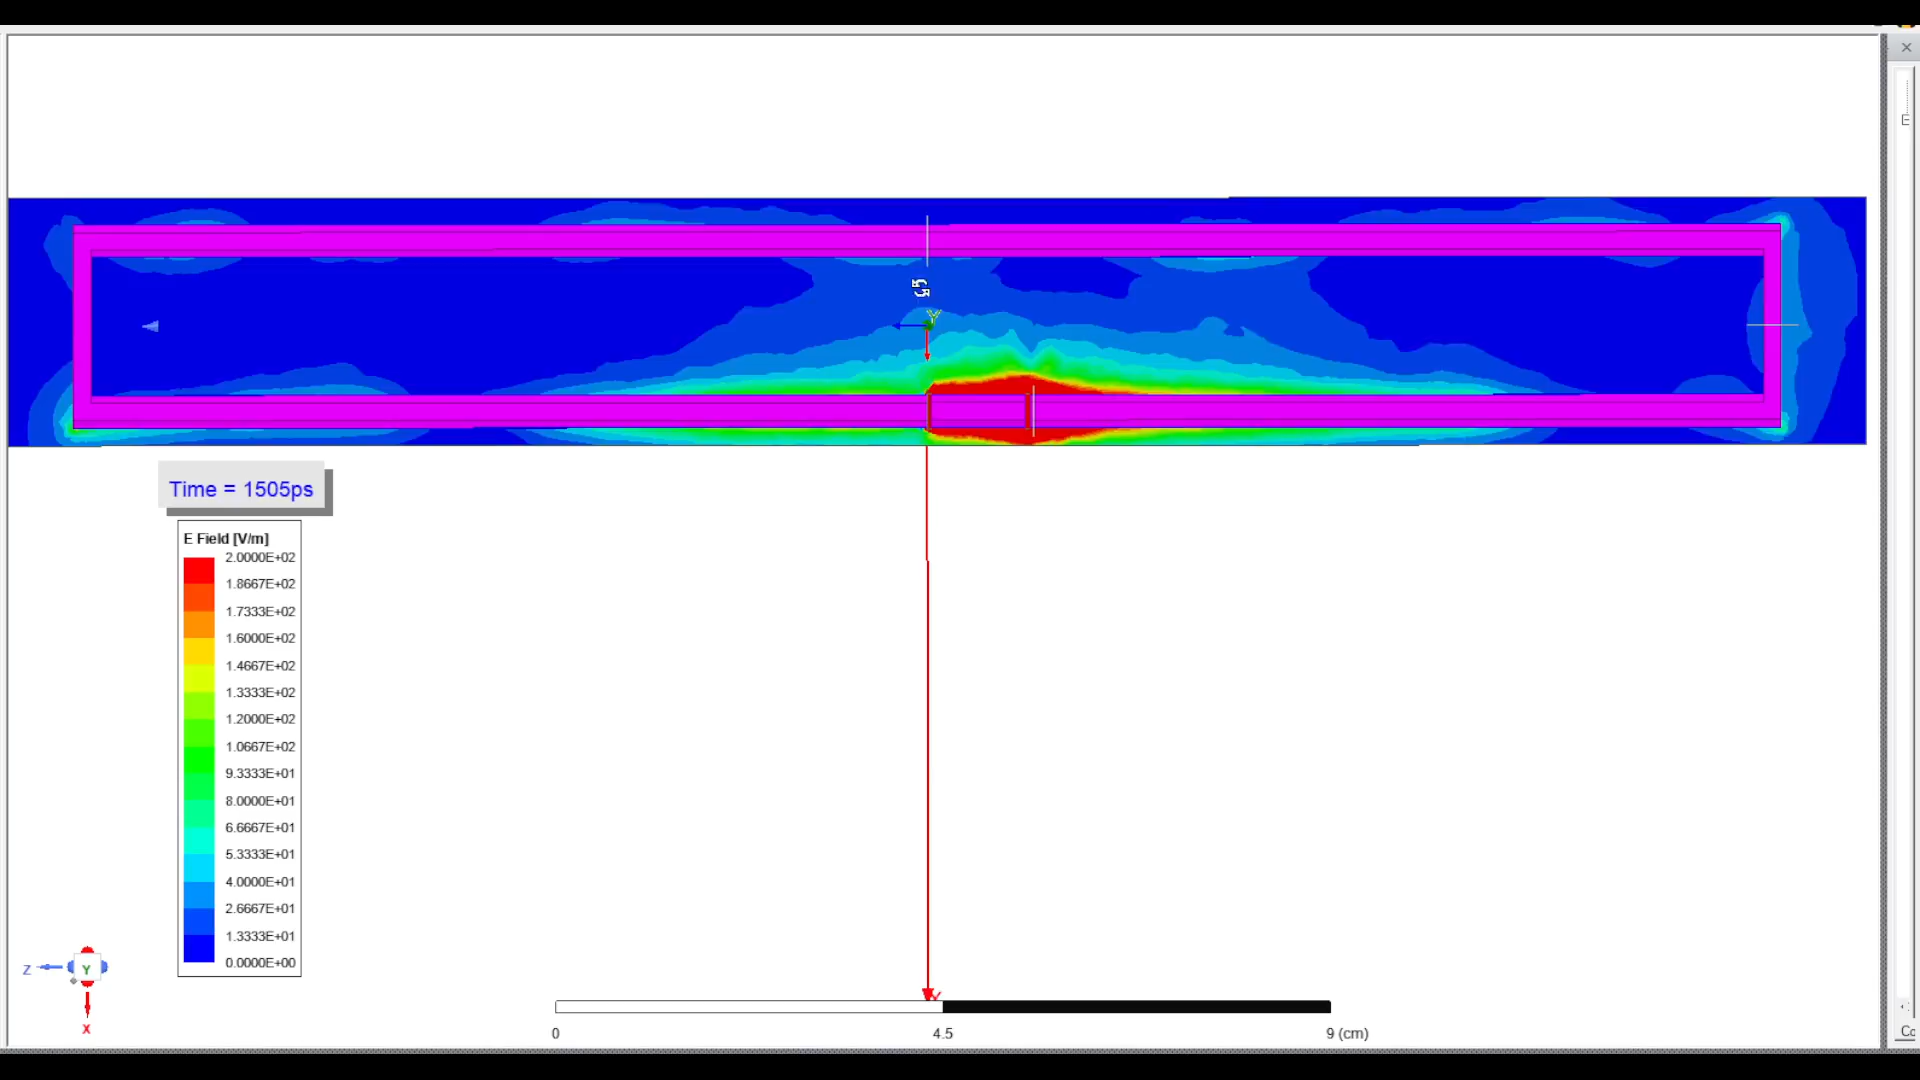 Y
Time = 1505ps
E Field [V/m]
2.0000E+02
1.8667E+02
1.7333E+02
1.6000E+02
1.4667E+02
1.3333E+02
1.2000E+02
1.0667E+02
9.3333E+01
8.0000E+01
6.6667E+01
5.3333E+01
4.0000E+01
2.6667E+01
1.3333E+01
0.0000E+00
Z
Y
X
0
4.5
9 (cm)
Co